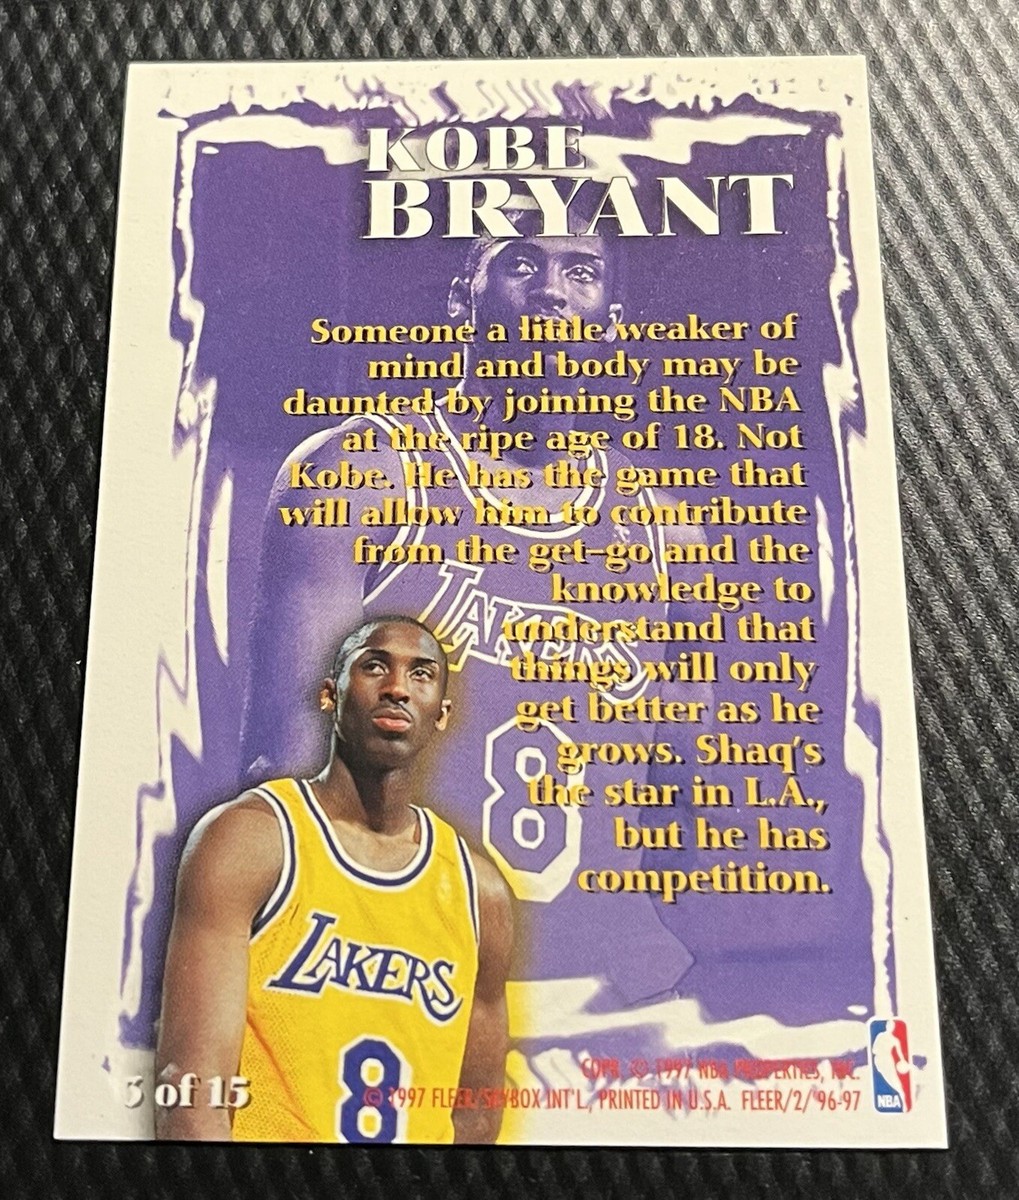 KOBE
BRYANT
Someone a little weaker of
mind and body may be
daunted by joining the NBA
at the ripe age of 18. Not
Kobe. He has the game that
will allow him to contribute
from the get-go and the
knowledge to
understand that
things will only
get better as he
grows. Shaq's
the star in L.A.,
but he has
competition.
LAKERS
8
LAKERS
8
3 of 15
COPR. © 1997 NBA PROPERTIES, INC.
© 1997 FLEER/SKYBOX INT'L., PRINTED IN U.S.A. FLEER/2/'96-97
NBA